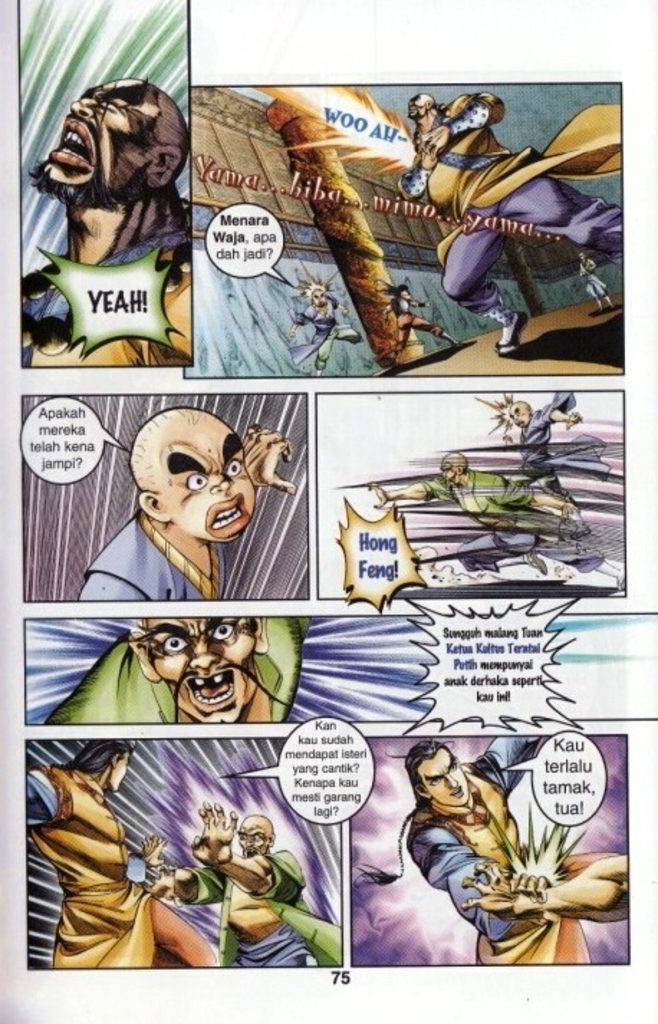 YEAH!
WOO AH~
Yama...hiba...mimo...yama...
Menara
Waja, apa
dah jadi?
Apakah
mereka
telah kena
jampi?
Hong
Feng!
Sungguh malang Tuan
Ketua Kultus Teratai
Putih mempunyai
anak derhaka seperti
kau ini!
Kan
kau sudah
mendapat isteri
yang cantik?
Kenapa kau
mesti garang
lagi?
Kau
terlalu
tamak,
tua!
75